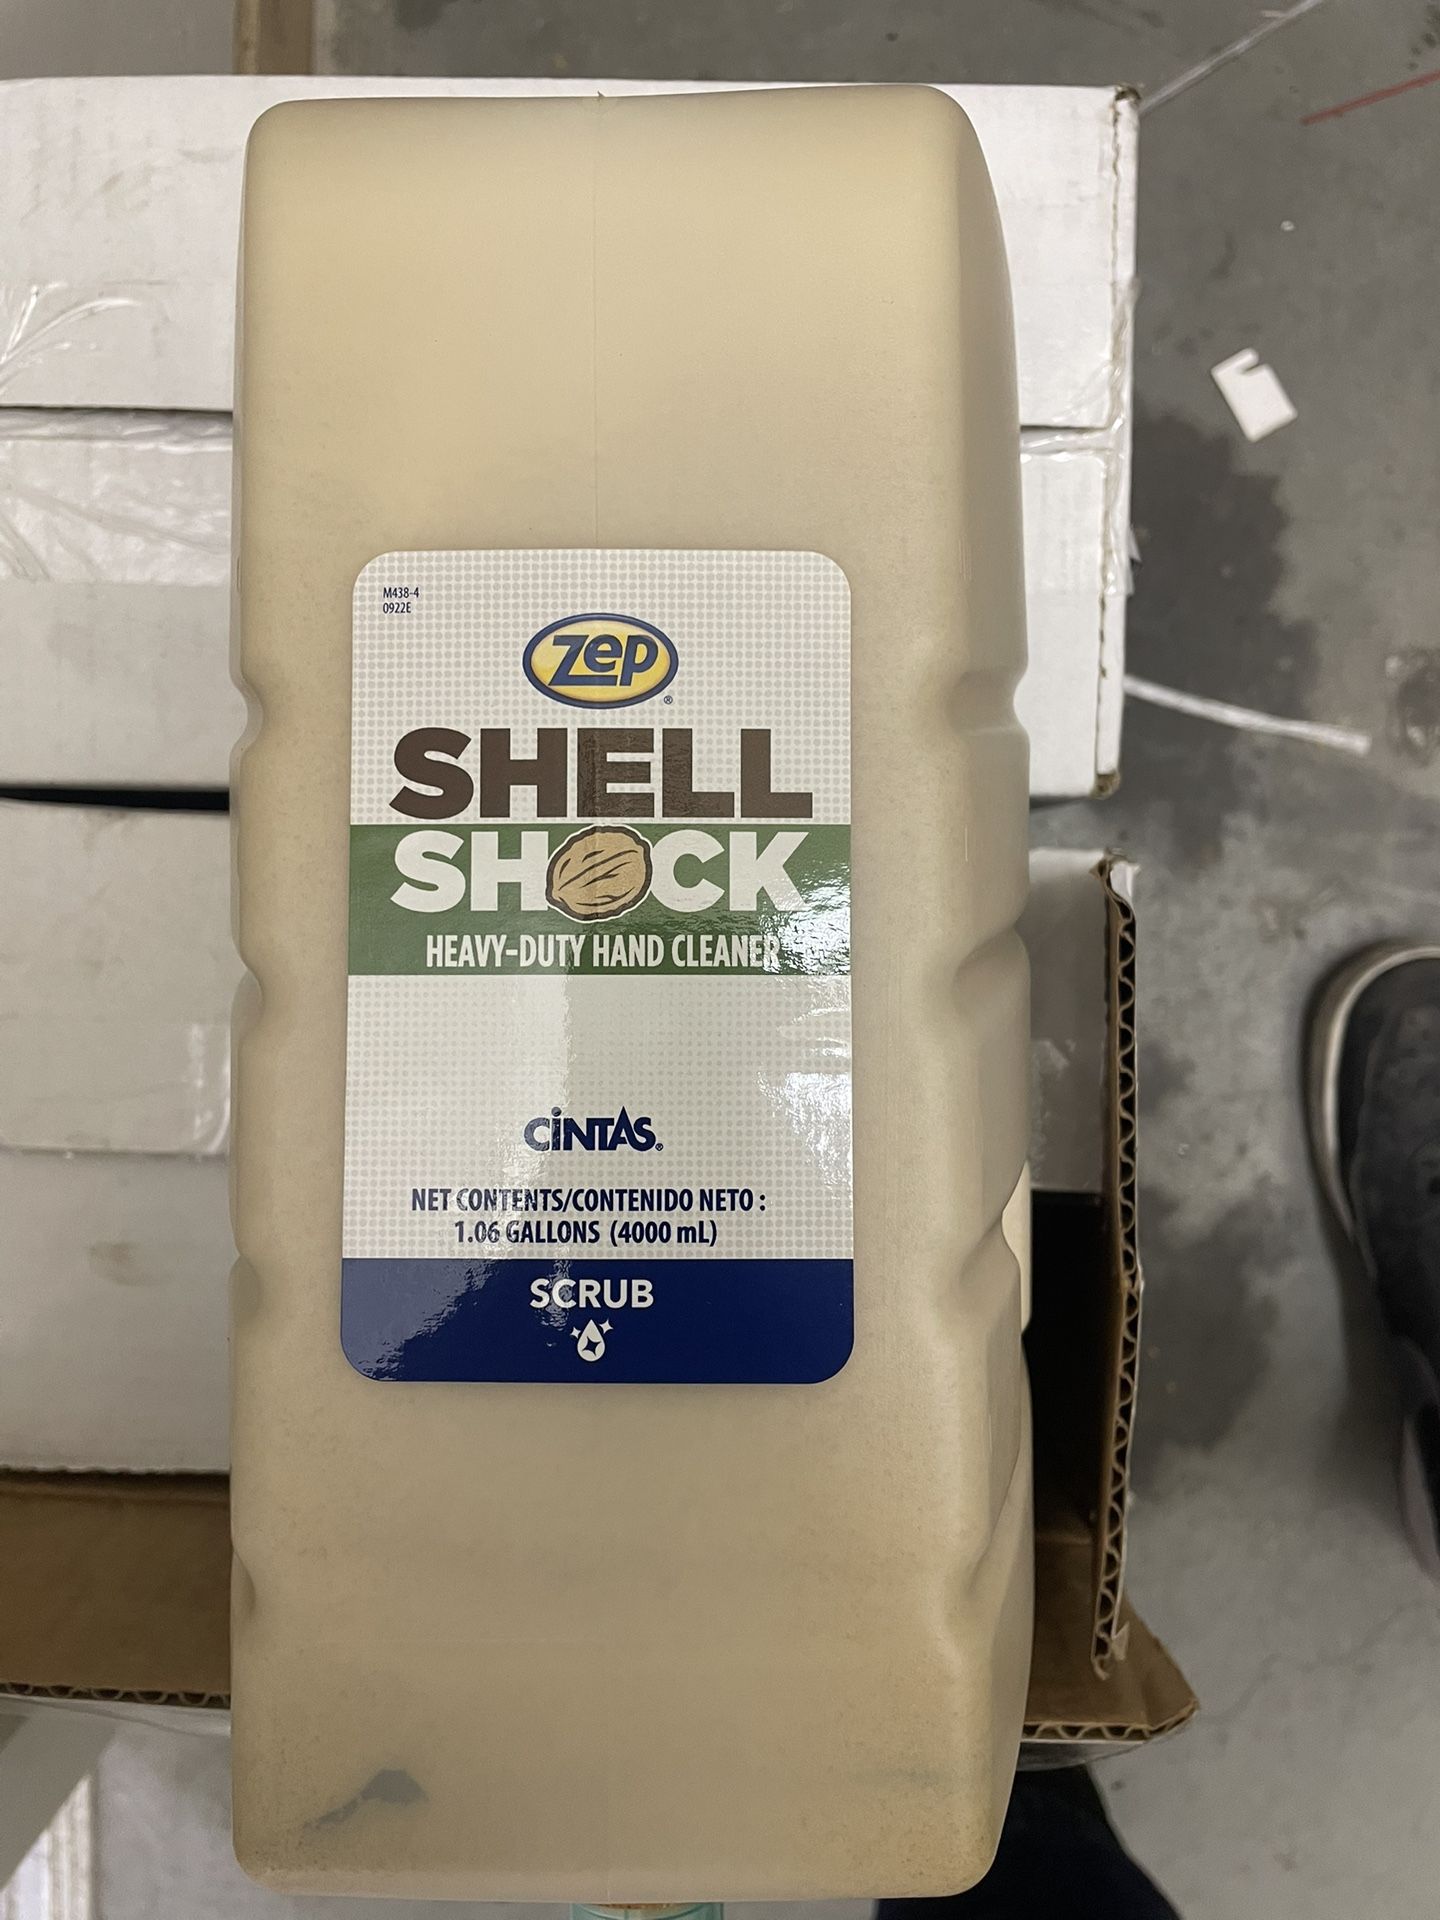 M438-4
0922E
Zep®
SHELL
SHOCK
HEAVY-DUTY HAND CLEANER
CINTAS®
NET CONTENTS/CONTENIDO NETO :
1.06 GALLONS (4000 mL)
SCRUB